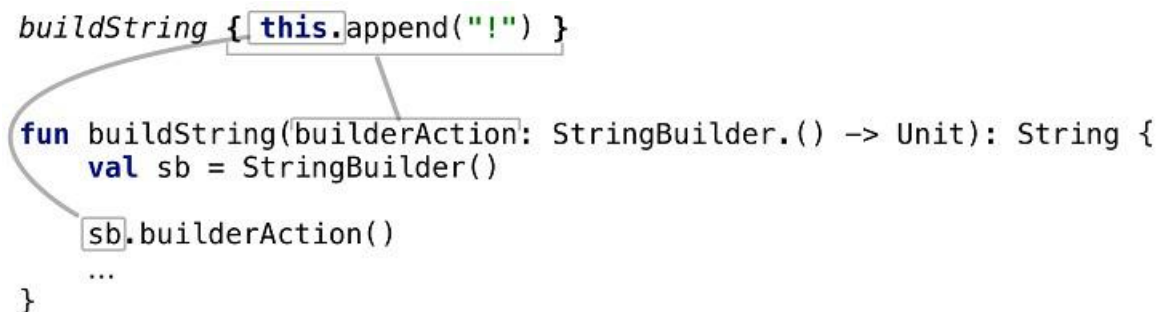 buildString { this.append("!") }
fun buildString(builderAction: StringBuilder.() −> Unit): String {
    val sb = StringBuilder()
    sb.builderAction()
    ...
}